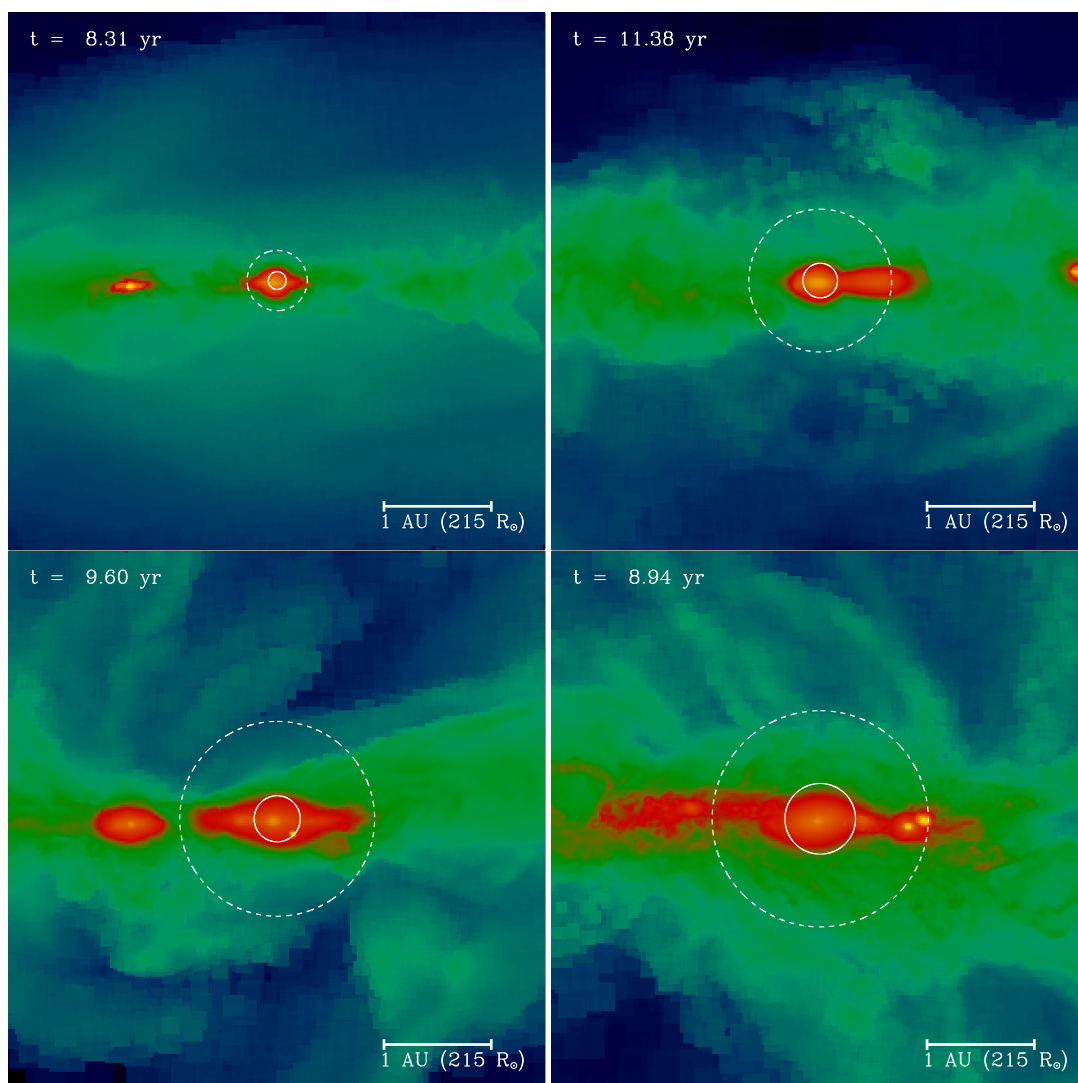 t = 8.31 yr
t = 11.38 yr
1 AU (215 R☉)
1 AU (215 R☉)
t = 9.60 yr
t = 8.94 yr
1 AU (215 R☉)
1 AU (215 R☉)